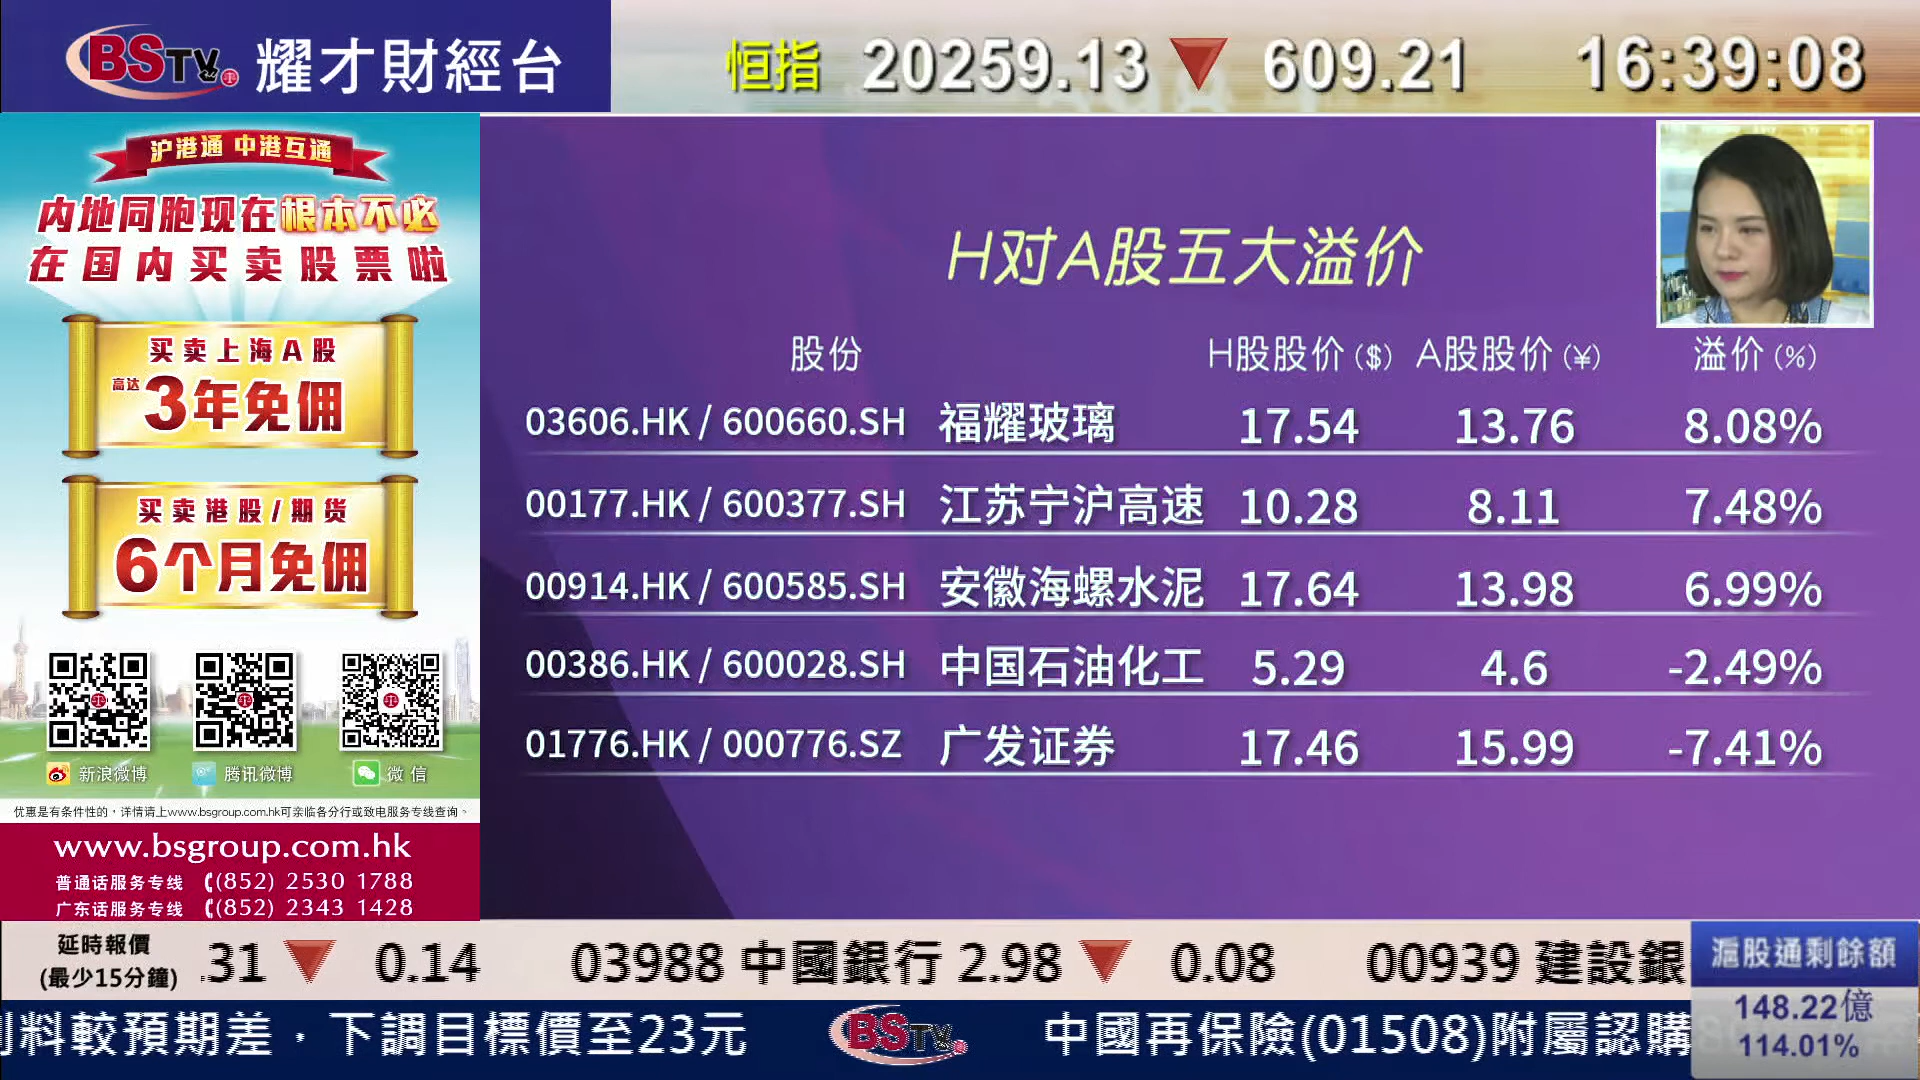 BSTV 耀才財經台
恒指 20259.13 ▼ 609.21 16:39:08
沪港通 中港互通
内地同胞现在根本不必
在国内买卖股票啦
买卖上海A股
高达3年免佣
买卖港股/期货
6个月免佣
新浪微博 腾讯微博 微信
优惠是有条件性的，详情请上www.bsgroup.com.hk可亲临各分行或致电服务专线查询。
www.bsgroup.com.hk
普通话服务专线 (852) 2530 1788
广东话服务专线 (852) 2343 1428
H对A股五大溢价
股份 H股股价($) A股股价(¥) 溢价(%)
03606.HK / 600660.SH 福耀玻璃 17.54 13.76 8.08%
00177.HK / 600377.SH 江苏宁沪高速 10.28 8.11 7.48%
00914.HK / 600585.SH 安徽海螺水泥 17.64 13.98 6.99%
00386.HK / 600028.SH 中国石油化工 5.29 4.6 -2.49%
01776.HK / 000776.SZ 广发证券 17.46 15.99 -7.41%
延時報價
(最少15分鐘)
.31 ▼ 0.14 03988 中國銀行 2.98 ▼ 0.08 00939 建設銀
滬股通剩餘額
148.22億
114.01%
料較預期差，下調目標價至23元 BSTV 中國再保險(01508)附屬認購